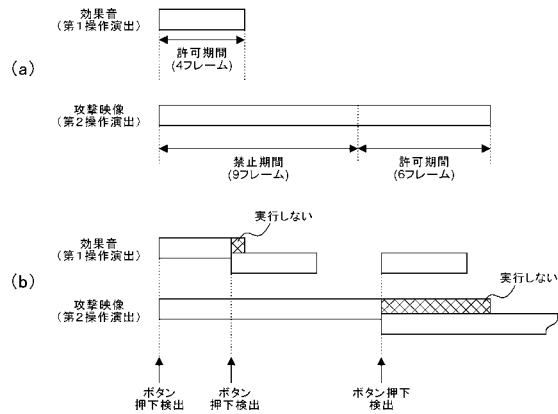 効果音
(第1操作演出)
許可期間
(4フレーム)
(a)
攻撃映像
(第2操作演出)
禁止期間
(9フレーム)
許可期間
(6フレーム)
実行しない
効果音
(第1操作演出)
(b)
実行しない
攻撃映像
(第2操作演出)
ボタン
押下検出
ボタン
押下検出
ボタン押下
検出